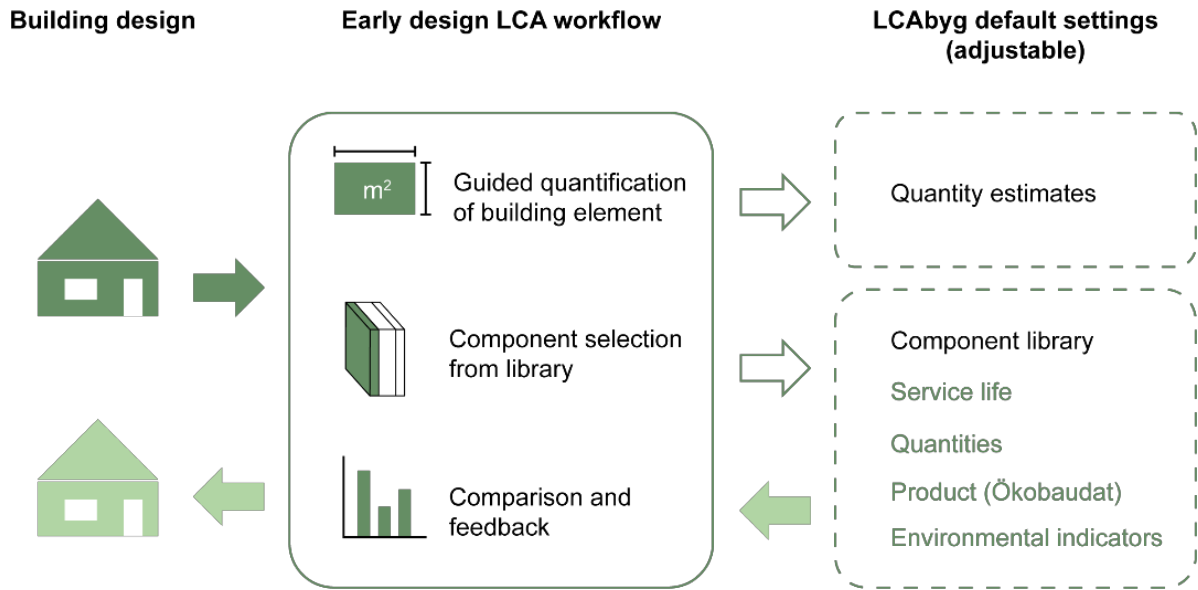 Building design
Early design LCA workflow
LCAbyg default settings
(adjustable)
m²
Guided quantification
of building element
Quantity estimates
Component selection
from library
Component library
Service life
Quantities
Product (Ökobaudat)
Environmental indicators
Comparison and
feedback